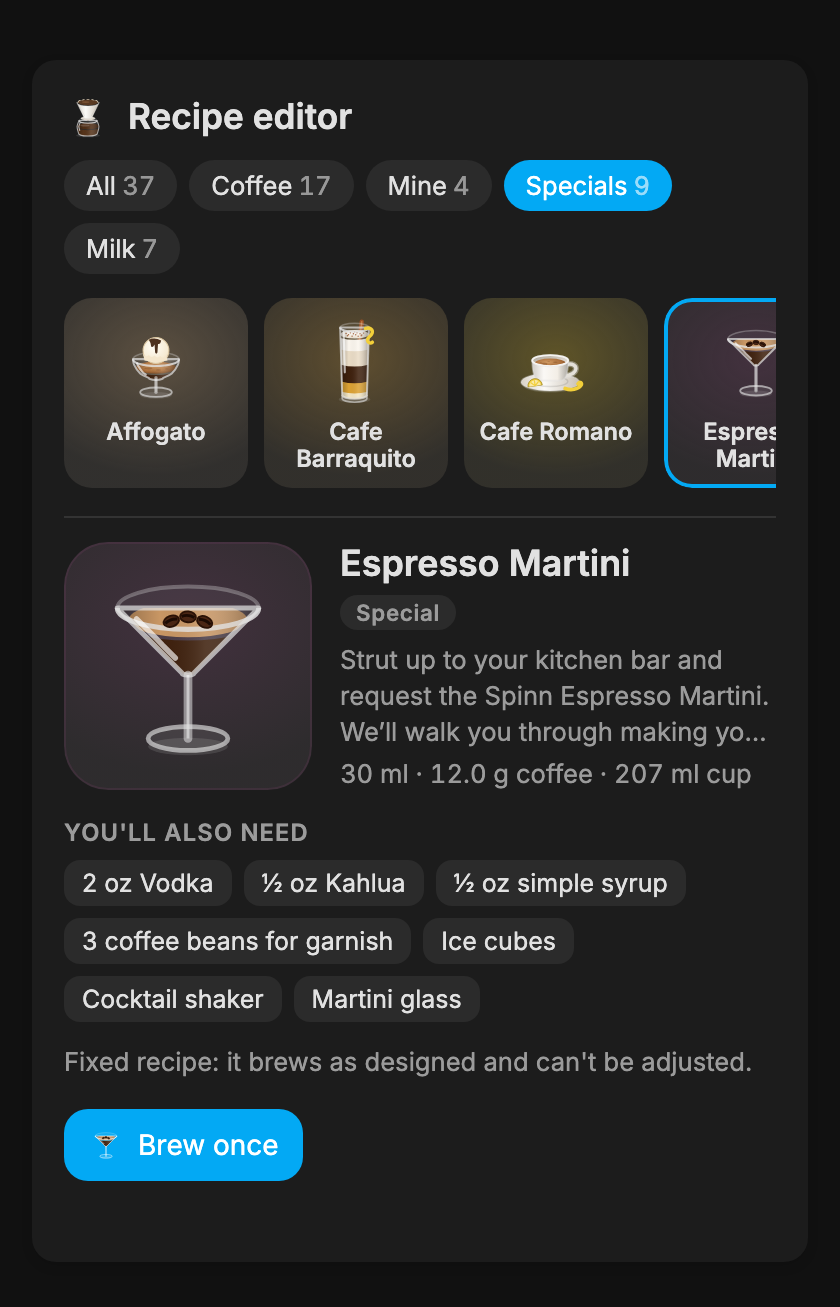 Recipe editor
All 37
Coffee 17
Mine 4
Specials 9
Milk 7
Affogato
Cafe
Barraquito
Cafe Romano
Espres
Marti
Espresso Martini
Special
Strut up to your kitchen bar and
request the Spinn Espresso Martini.
We’ll walk you through making yo…
30 ml · 12.0 g coffee · 207 ml cup
YOU'LL ALSO NEED
2 oz Vodka
½ oz Kahlua
½ oz simple syrup
3 coffee beans for garnish
Ice cubes
Cocktail shaker
Martini glass
Fixed recipe: it brews as designed and can't be adjusted.
Brew once